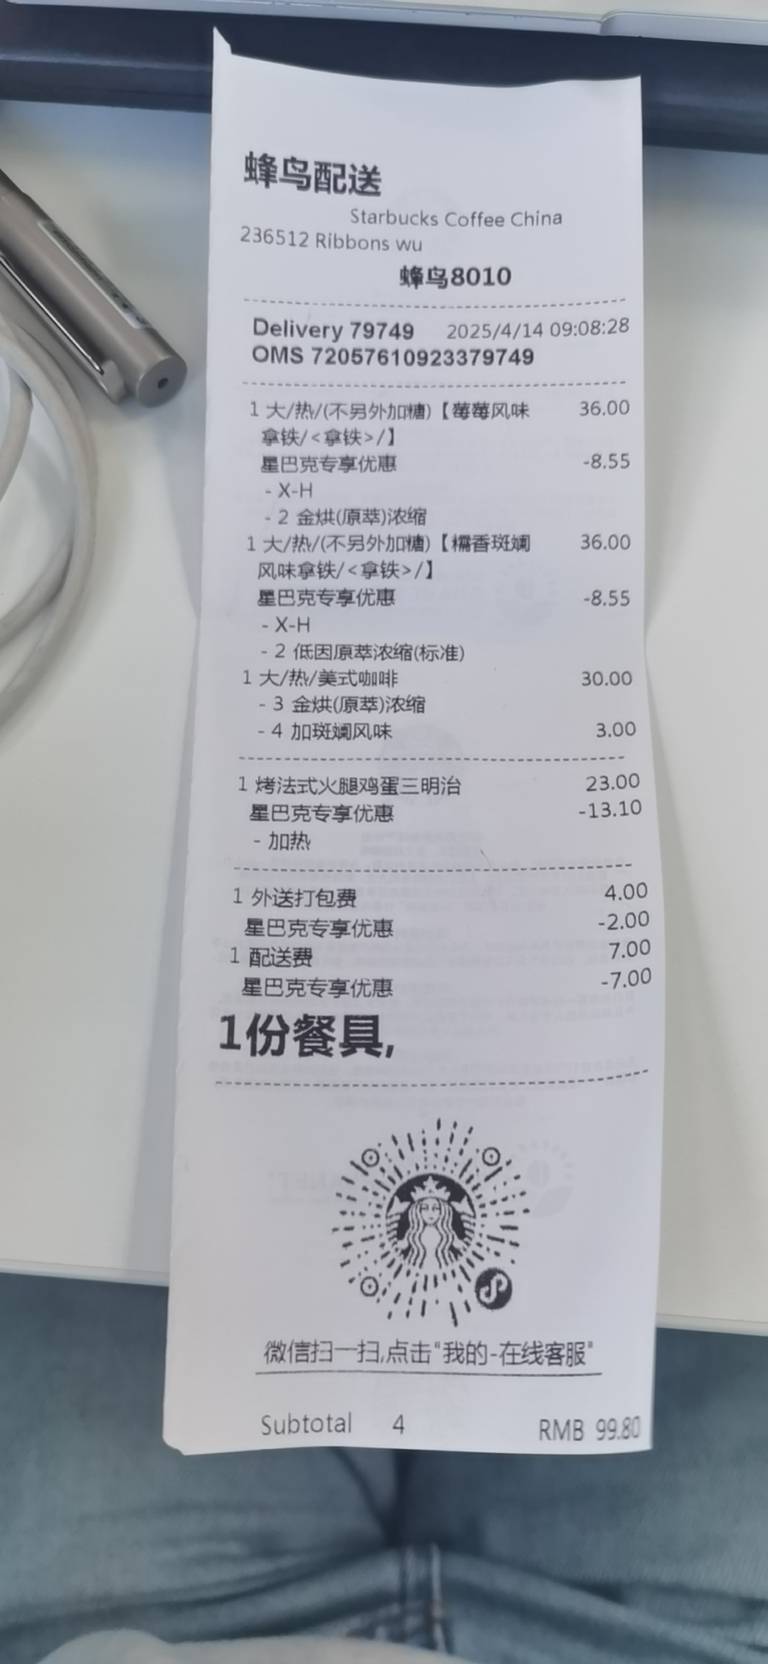 蜂鸟配送
Starbucks Coffee China
236512 Ribbons wu
蜂鸟8010
Delivery 79749 2025/4/14 09:08:28
OMS 72057610923379749
1 大/热/(不另外加糖)【莓莓风味 36.00
拿铁/<拿铁>/】
星巴克专享优惠 -8.55
- X-H
- 2 金烘(原萃)浓缩
1 大/热/(不另外加糖)【糯香斑斓 36.00
风味拿铁/<拿铁>/】
星巴克专享优惠 -8.55
- X-H
- 2 低因原萃浓缩(标准)
1 大/热/美式咖啡 30.00
- 3 金烘(原萃)浓缩
- 4 加斑斓风味 3.00
1 烤法式火腿鸡蛋三明治 23.00
星巴克专享优惠 -13.10
- 加热
1 外送打包费 4.00
星巴克专享优惠 -2.00
1 配送费 7.00
星巴克专享优惠 -7.00
1份餐具,
微信扫一扫,点击"我的-在线客服"
Subtotal 4 RMB 99.80